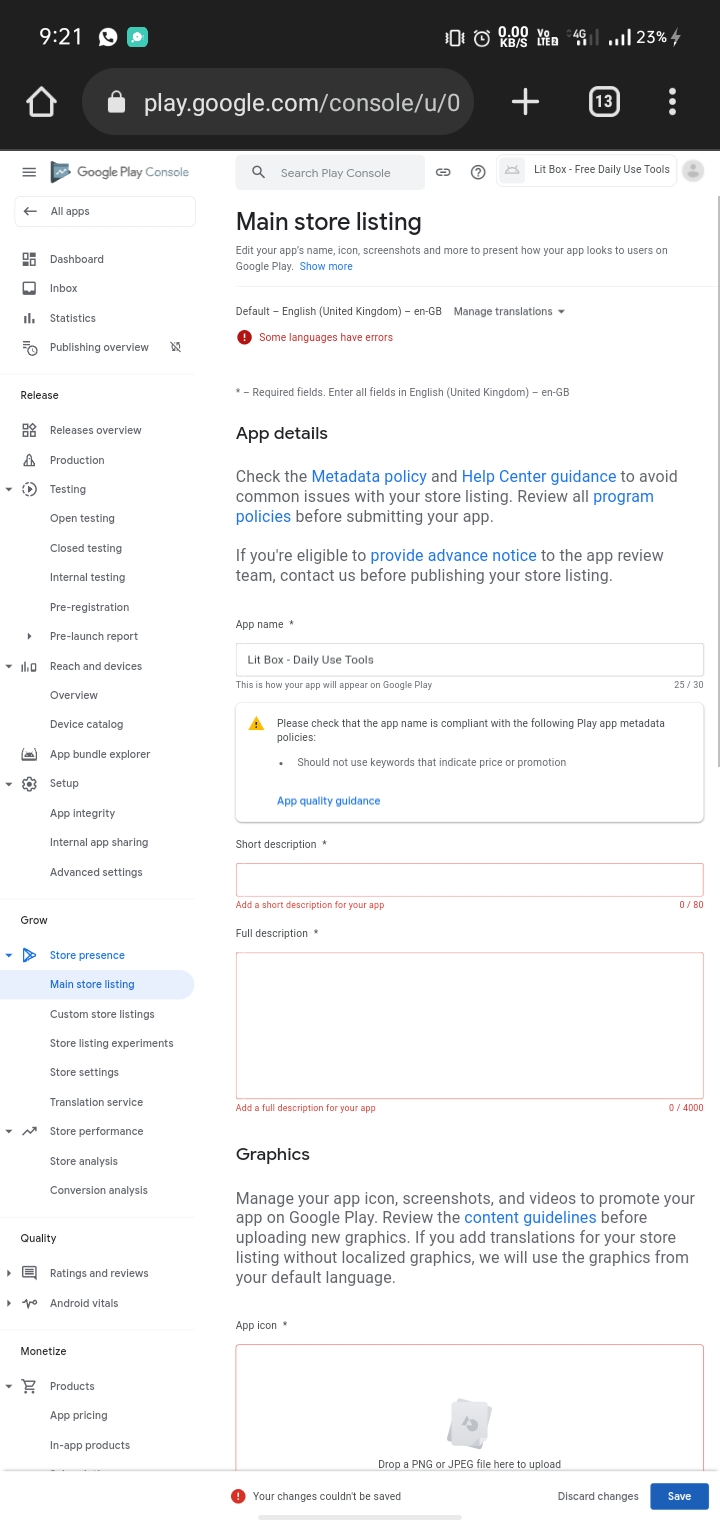 9:21
0.00 KB/S
Vo LTE 2
4G
23%
play.google.com/console/u/0
13
Google Play Console
Search Play Console
Lit Box - Free Daily Use Tools
All apps
Dashboard
Inbox
Statistics
Publishing overview
Release
Releases overview
Production
Testing
Open testing
Closed testing
Internal testing
Pre-registration
Pre-launch report
Reach and devices
Overview
Device catalog
App bundle explorer
Setup
App integrity
Internal app sharing
Advanced settings
Grow
Store presence
Main store listing
Custom store listings
Store listing experiments
Store settings
Translation service
Store performance
Store analysis
Conversion analysis
Quality
Ratings and reviews
Android vitals
Monetize
Products
App pricing
In-app products
Main store listing
Edit your app's name, icon, screenshots and more to present how your app looks to users on
Google Play. Show more
Default – English (United Kingdom) – en-GB Manage translations
Some languages have errors
* – Required fields. Enter all fields in English (United Kingdom) – en-GB
App details
Check the Metadata policy and Help Center guidance to avoid
common issues with your store listing. Review all program
policies before submitting your app.
If you're eligible to provide advance notice to the app review
team, contact us before publishing your store listing.
App name *
Lit Box - Daily Use Tools
This is how your app will appear on Google Play 25 / 30
Please check that the app name is compliant with the following Play app metadata
policies:
• Should not use keywords that indicate price or promotion
App quality guidance
Short description *
Add a short description for your app 0 / 80
Full description *
Add a full description for your app 0 / 4000
Graphics
Manage your app icon, screenshots, and videos to promote your
app on Google Play. Review the content guidelines before
uploading new graphics. If you add translations for your store
listing without localized graphics, we will use the graphics from
your default language.
App icon *
Drop a PNG or JPEG file here to upload
Your changes couldn't be saved
Discard changes
Save